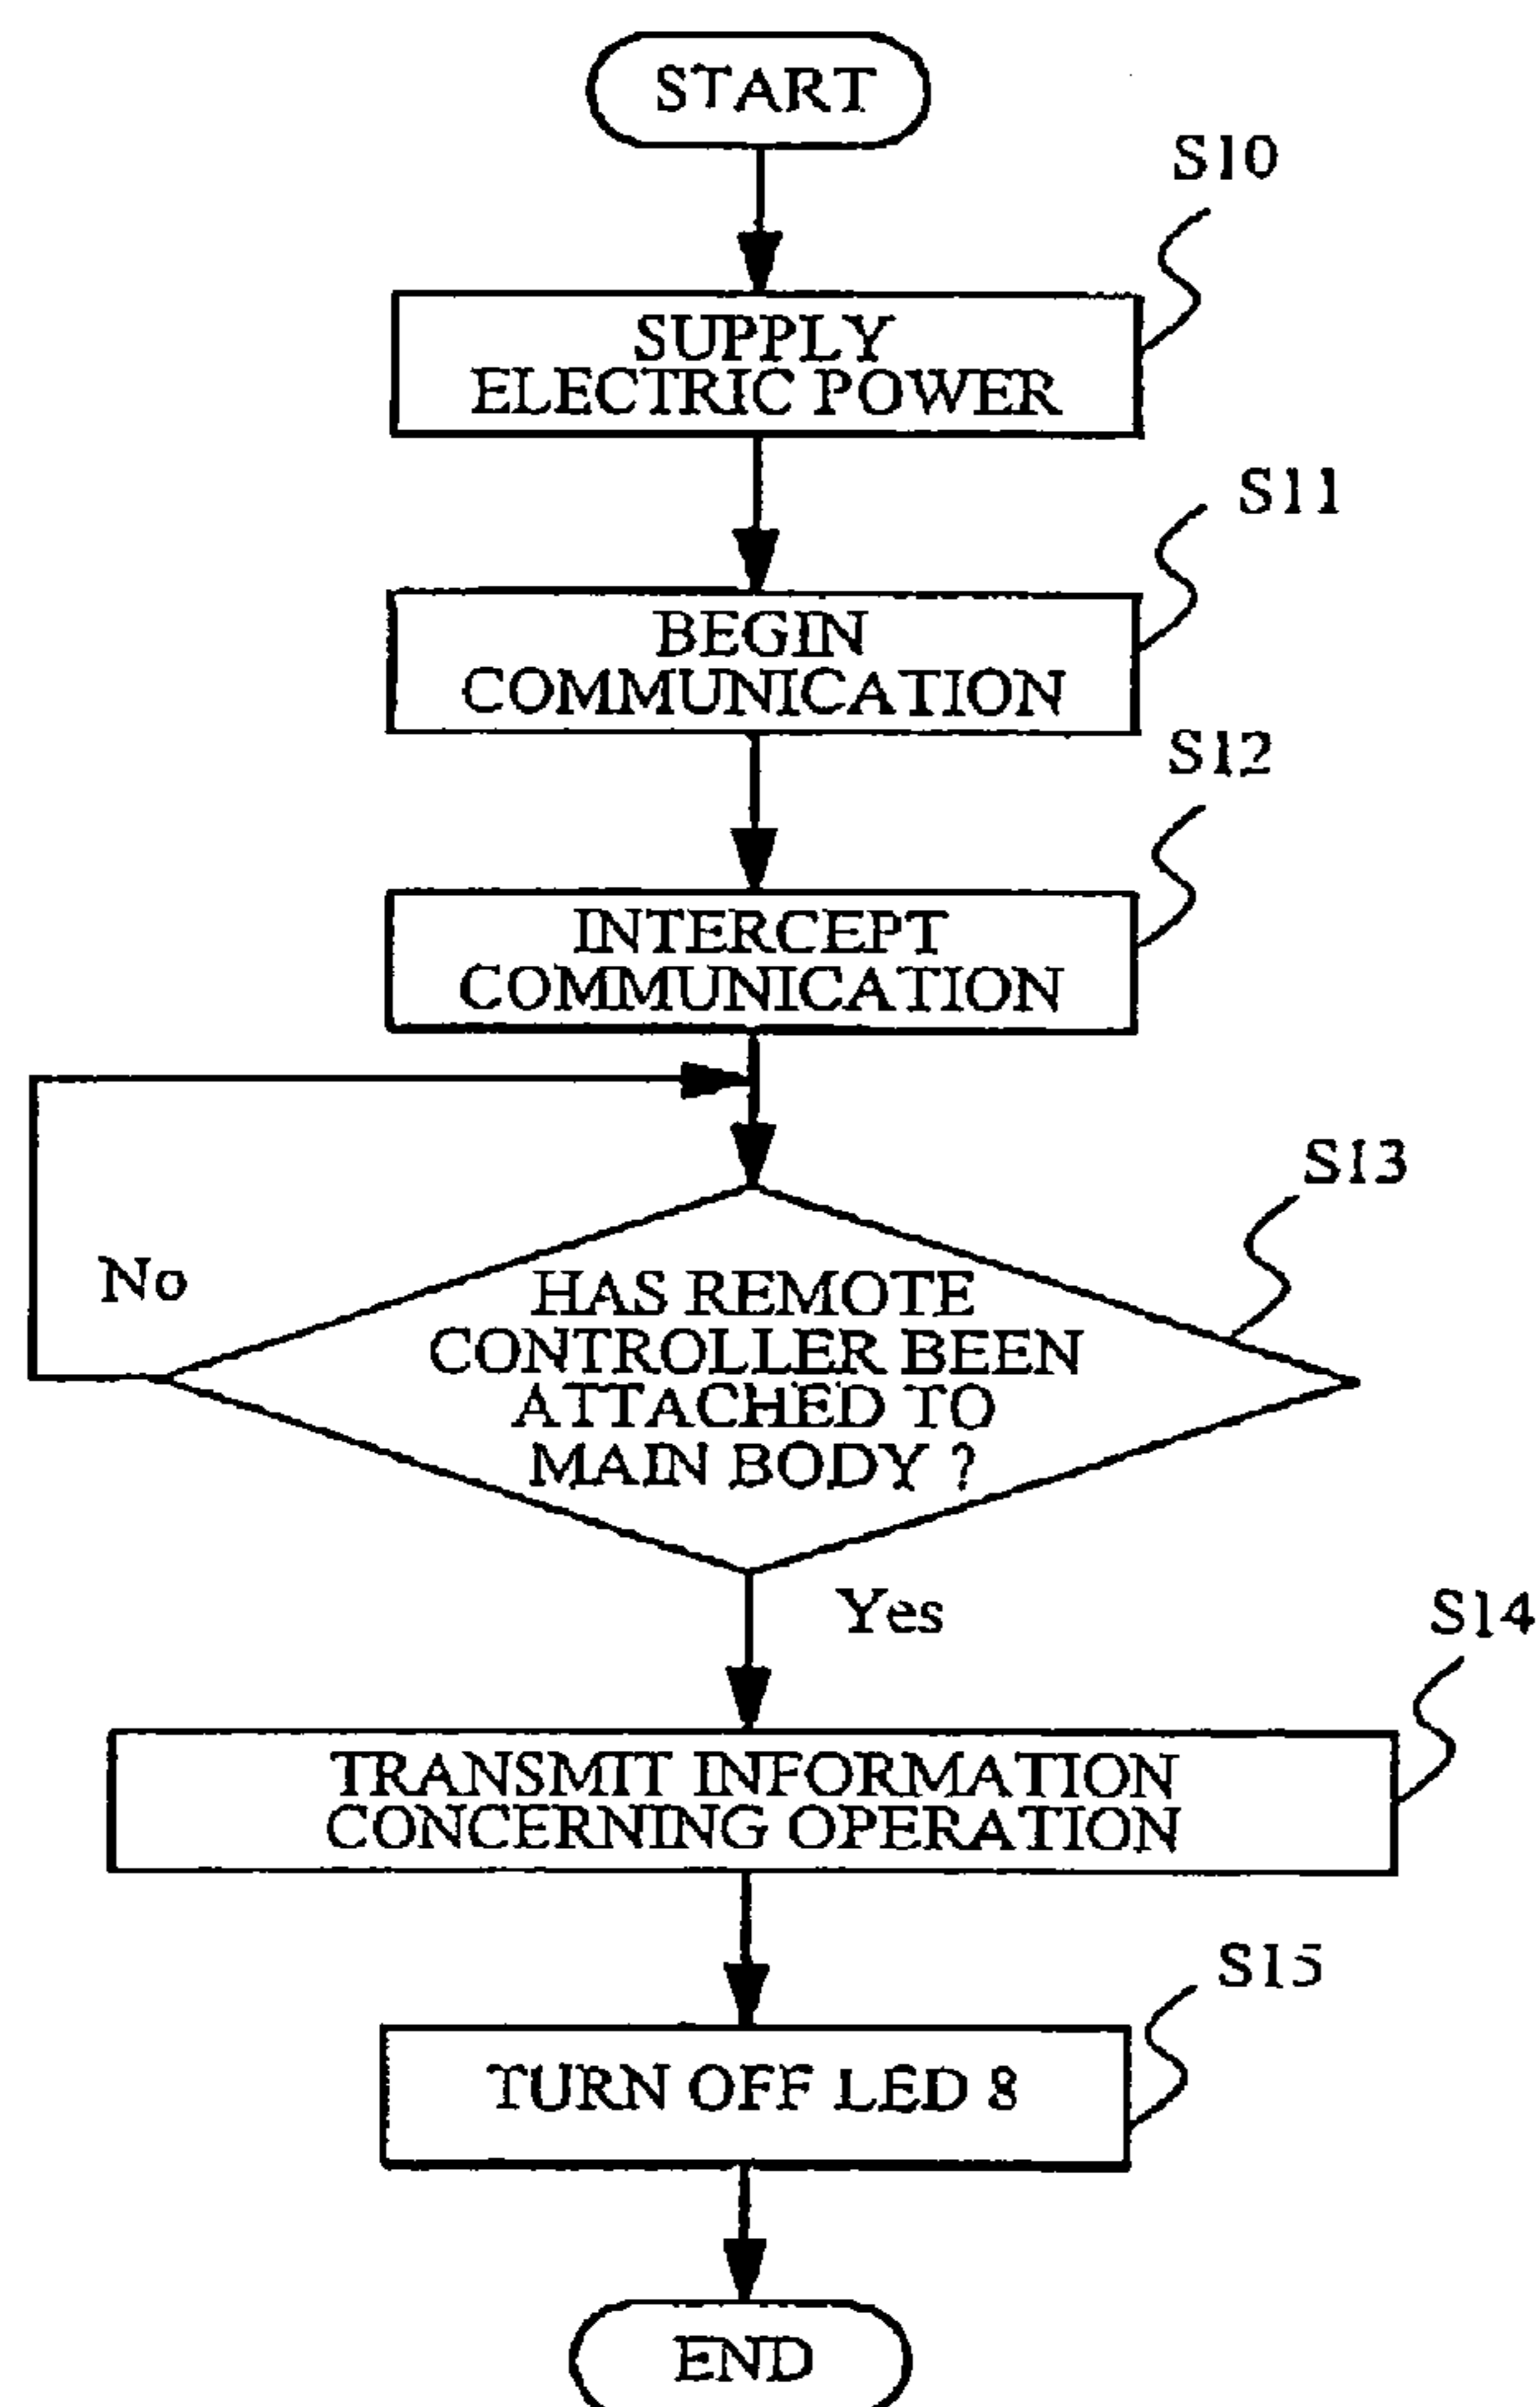 START
S10
SUPPLY
ELECTRIC POWER
S11
BEGIN
COMMUNICATION
S12
INTERCEPT
COMMUNICATION
S13
No
HAS REMOTE
CONTROLLER BEEN
ATTACHED TO
MAIN BODY ?
Yes
S14
TRANSMIT INFORMATION
CONCERNING OPERATION
S15
TURN OFF LED 8
END